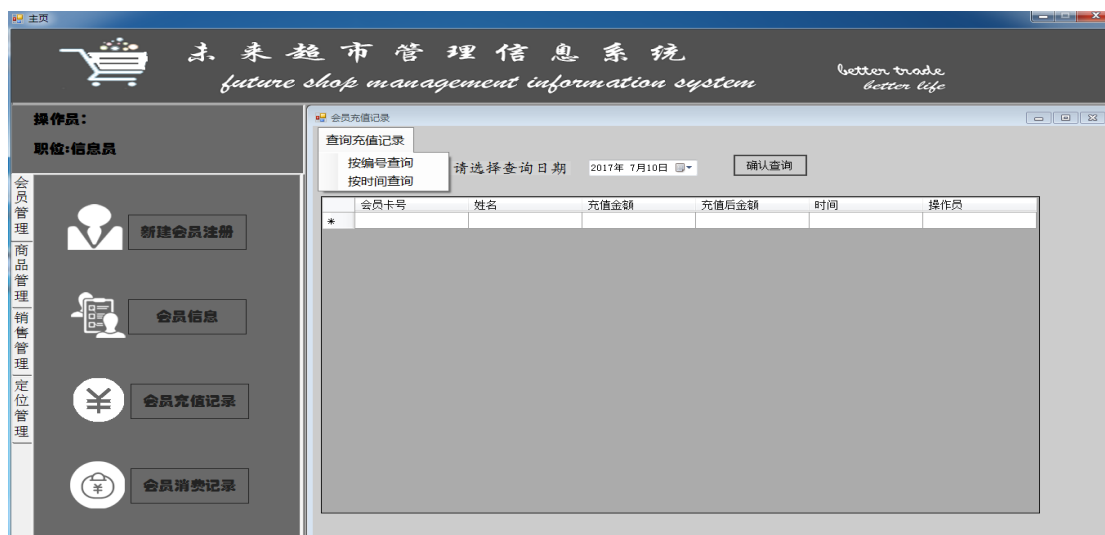 主页
未来超市管理信息系统
future shop management information system
better trade
better life
操作员:
职位:信息员
会员管理
商品管理
销售管理
定位管理
新建会员注册
会员信息
会员充值记录
会员消费记录
会员充值记录
查询充值记录
按编号查询
按时间查询
请选择查询日期
2017年 7月10日
确认查询
会员卡号 姓名 充值金额 充值后金额 时间 操作员